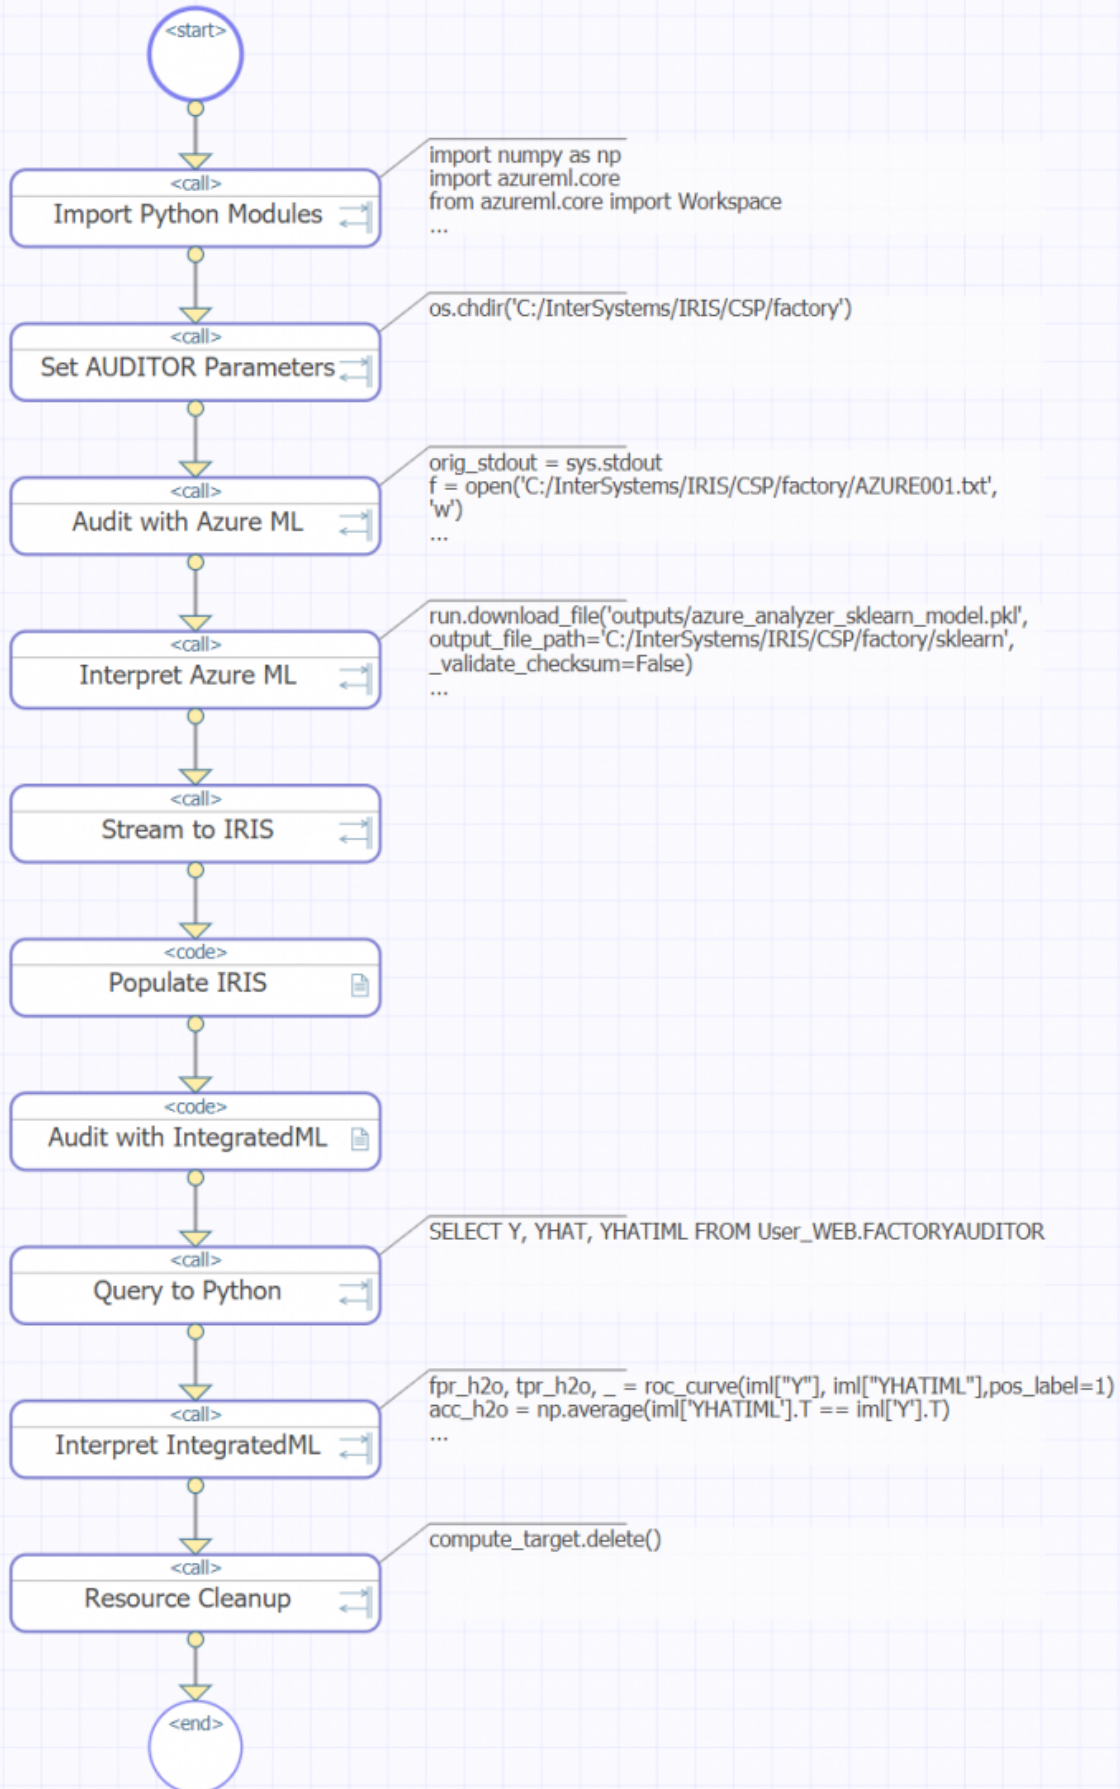 <start>
<call>
Import Python Modules
import numpy as np
import azureml.core
from azureml.core import Workspace
...
<call>
Set AUDITOR Parameters
os.chdir('C:/InterSystems/IRIS/CSP/factory')
<call>
Audit with Azure ML
orig_stdout = sys.stdout
f = open('C:/InterSystems/IRIS/CSP/factory/AZURE001.txt',
'w')
...
<call>
Interpret Azure ML
run.download_file('outputs/azure_analyzer_sklearn_model.pkl',
output_file_path='C:/InterSystems/IRIS/CSP/factory/sklearn',
_validate_checksum=False)
...
<call>
Stream to IRIS
<code>
Populate IRIS
<code>
Audit with IntegratedML
<call>
Query to Python
SELECT Y, YHAT, YHATIML FROM User_WEB.FACTORYAUDITOR
<call>
Interpret IntegratedML
fpr_h2o, tpr_h2o, _ = roc_curve(iml["Y"], iml["YHATIML"],pos_label=1)
acc_h2o = np.average(iml['YHATIML'].T == iml['Y'].T)
...
<call>
Resource Cleanup
compute_target.delete()
<end>